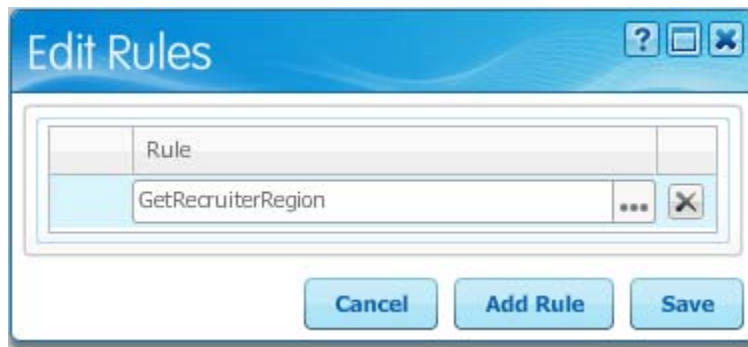 Edit Rules
?
Rule
GetRecruiterRegion
...
Cancel Add Rule Save